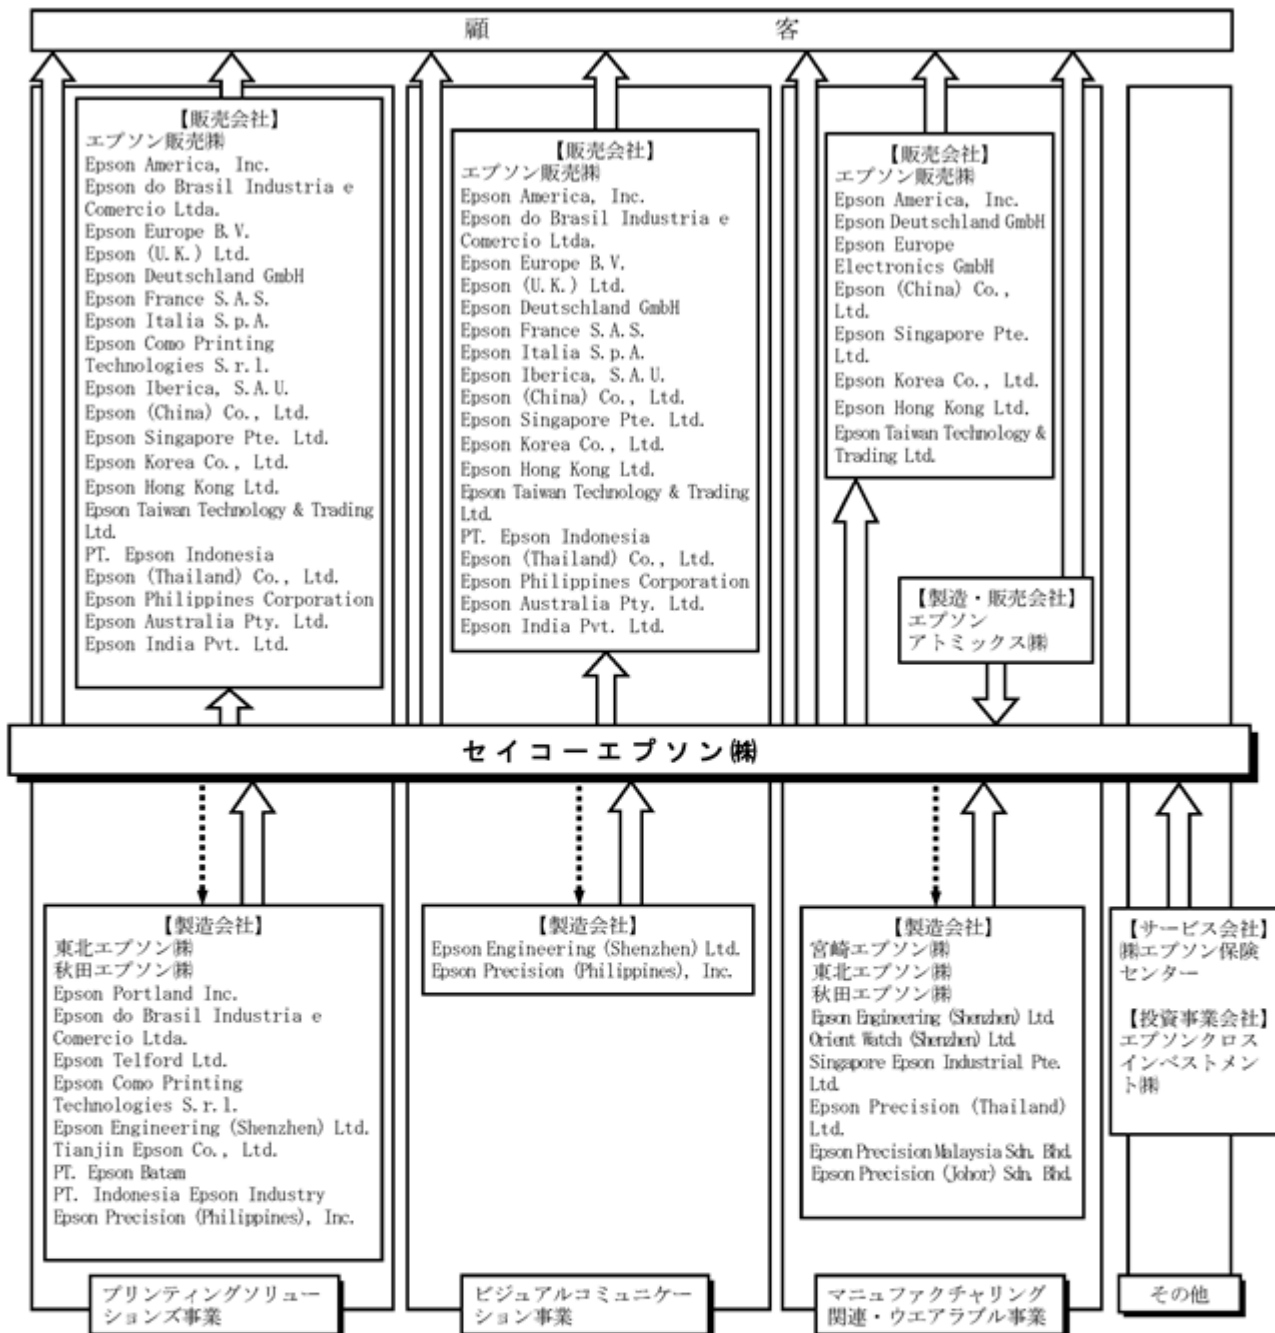 顧客
【販売会社】
エプソン販売㈱
Epson America, Inc.
Epson do Brasil Industria e
Comercio Ltda.
Epson Europe B.V.
Epson (U.K.) Ltd.
Epson Deutschland GmbH
Epson France S.A.S.
Epson Italia S.p.A.
Epson Como Printing
Technologies S.r.l.
Epson Iberica, S.A.U.
Epson (China) Co., Ltd.
Epson Singapore Pte. Ltd.
Epson Korea Co., Ltd.
Epson Hong Kong Ltd.
Epson Taiwan Technology & Trading
Ltd.
PT. Epson Indonesia
Epson (Thailand) Co., Ltd.
Epson Philippines Corporation
Epson Australia Pty. Ltd.
Epson India Pvt. Ltd.
【販売会社】
エプソン販売㈱
Epson America, Inc.
Epson do Brasil Industria e
Comercio Ltda.
Epson Europe B.V.
Epson (U.K.) Ltd.
Epson Deutschland GmbH
Epson France S.A.S.
Epson Italia S.p.A.
Epson Iberica, S.A.U.
Epson (China) Co., Ltd.
Epson Singapore Pte. Ltd.
Epson Korea Co., Ltd.
Epson Hong Kong Ltd.
Epson Taiwan Technology & Trading
Ltd.
PT. Epson Indonesia
Epson (Thailand) Co., Ltd.
Epson Philippines Corporation
Epson Australia Pty. Ltd.
Epson India Pvt. Ltd.
【販売会社】
エプソン販売㈱
Epson America, Inc.
Epson Deutschland GmbH
Epson Europe
Electronics GmbH
Epson (China) Co.,
Ltd.
Epson Singapore Pte.
Ltd.
Epson Korea Co., Ltd.
Epson Hong Kong Ltd.
Epson Taiwan Technology &
Trading Ltd.
【製造・販売会社】
エプソン
アトミックス㈱
セイコーエプソン㈱
【製造会社】
東北エプソン㈱
秋田エプソン㈱
Epson Portland Inc.
Epson do Brasil Industria e
Comercio Ltda.
Epson Telford Ltd.
Epson Como Printing
Technologies S.r.l.
Epson Engineering (Shenzhen) Ltd.
Tianjin Epson Co., Ltd.
PT. Epson Batam
PT. Indonesia Epson Industry
Epson Precision (Philippines), Inc.
【製造会社】
Epson Engineering (Shenzhen) Ltd.
Epson Precision (Philippines), Inc.
【製造会社】
宮崎エプソン㈱
東北エプソン㈱
秋田エプソン㈱
Epson Engineering (Shenzhen) Ltd.
Orient Watch (Shenzhen) Ltd.
Singapore Epson Industrial Pte.
Ltd.
Epson Precision (Thailand)
Ltd.
Epson Precision Malaysia Sdn. Bhd.
Epson Precision (Johor) Sdn. Bhd.
【サービス会社】
㈱エプソン保険
センター
【投資事業会社】
エプソンクロス
インベストメン
ト㈱
プリンティングソリュー
ションズ事業
ビジュアルコミュニケー
ション事業
マニュファクチャリング
関連・ウエアラブル事業
その他